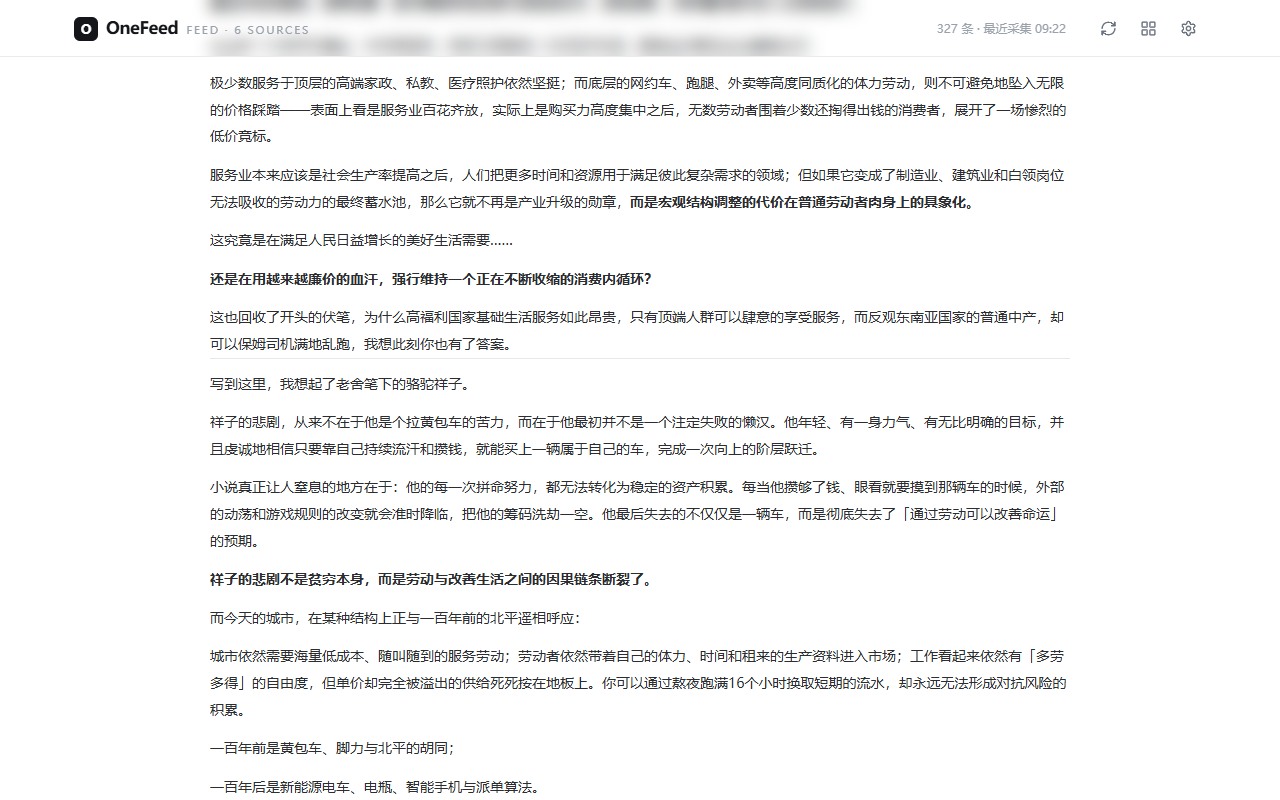 OneFeed FEED · 6 SOURCES
327 条 · 最近采集 09:22
极少数服务于顶层的高端家政、私教、医疗照护依然坚挺；而底层的网约车、跑腿、外卖等高度同质化的体力劳动，则不可避免地坠入无限
的价格踩踏——表面上看是服务业百花齐放，实际上是购买力高度集中之后，无数劳动者围着少数还掏得出钱的消费者，展开了一场惨烈的
低价竞标。
服务业本来应该是社会生产率提高之后，人们把更多时间和资源用于满足彼此复杂需求的领域；但如果它变成了制造业、建筑业和白领岗位
无法吸收的劳动力的最终蓄水池，那么它就不再是产业升级的勋章，而是宏观结构调整的代价在普通劳动者肉身上的具象化。
这究竟是在满足人民日益增长的美好生活需要……
还是在用越来越廉价的血汗，强行维持一个正在不断收缩的消费内循环？
这也回收了开头的伏笔，为什么高福利国家基础生活服务如此昂贵，只有顶端人群可以肆意的享受服务，而反观东南亚国家的普通中产，却
可以保姆司机满地乱跑，我想此刻你也有了答案。
写到这里，我想起了老舍笔下的骆驼祥子。
祥子的悲剧，从来不在于他是个拉黄包车的苦力，而在于他最初并不是一个注定失败的懒汉。他年轻、有一身力气、有无比明确的目标，并
且虔诚地相信只要靠自己持续流汗和攒钱，就能买上一辆属于自己的车，完成一次向上的阶层跃迁。
小说真正让人窒息的地方在于：他的每一次拼命努力，都无法转化为稳定的资产积累。每当他攒够了钱、眼看就要摸到那辆车的时候，外部
的动荡和游戏规则的改变就会准时降临，把他的筹码洗劫一空。他最后失去的不仅仅是一辆车，而是彻底失去了「通过劳动可以改善命运」
的预期。
祥子的悲剧不是贫穷本身，而是劳动与改善生活之间的因果链条断裂了。
而今天的城市，在某种结构上正与一百年前的北平遥相呼应：
城市依然需要海量低成本、随叫随到的服务劳动；劳动者依然带着自己的体力、时间和租来的生产资料进入市场；工作看起来依然有「多劳
多得」的自由度，但单价却完全被溢出的供给死死按在地板上。你可以通过熬夜跑满16个小时换取短期的流水，却永远无法形成对抗风险的
积累。
一百年前是黄包车、脚力与北平的胡同；
一百年后是新能源电车、电瓶、智能手机与派单算法。